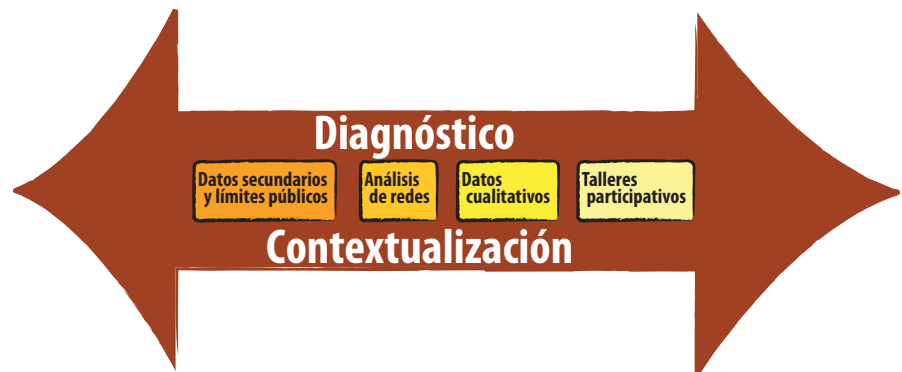 Diagnóstico
Datos secundarios
y límites públicos
Análisis
de redes
Datos
cualitativos
Talleres
participativos
Contextualización